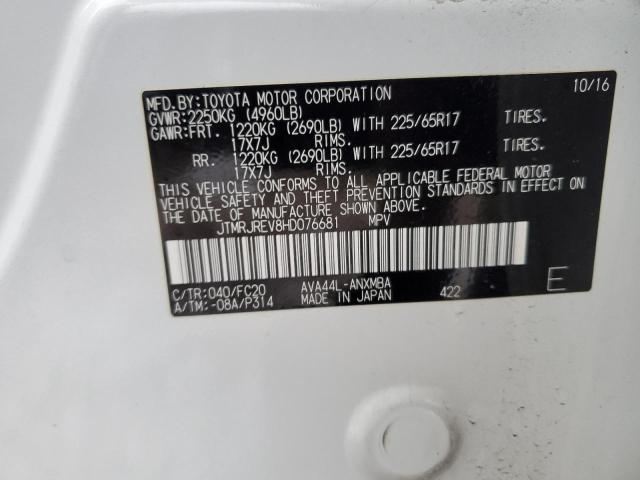 MFD.BY:TOYOTA MOTOR CORPORATION 10/16
GVWR:2250KG (4960LB)
GAWR:FRT. 1220KG (2690LB) WITH 225/65R17 TIRES.
17X7J RIMS.
RR. 1220KG (2690LB) WITH 225/65R17 TIRES.
17X7J RIMS.
THIS VEHICLE CONFORMS TO ALL APPLICABLE FEDERAL MOTOR
VEHICLE SAFETY AND THEFT PREVENTION STANDARDS IN EFFECT ON
THE DATE OF MANUFACTURE SHOWN ABOVE.
JTMRJREV8HD076681 MPV
C/TR:040/FC20 AVA44L-ANXMBA 422 E
A/TM:-08A/P314 MADE IN JAPAN